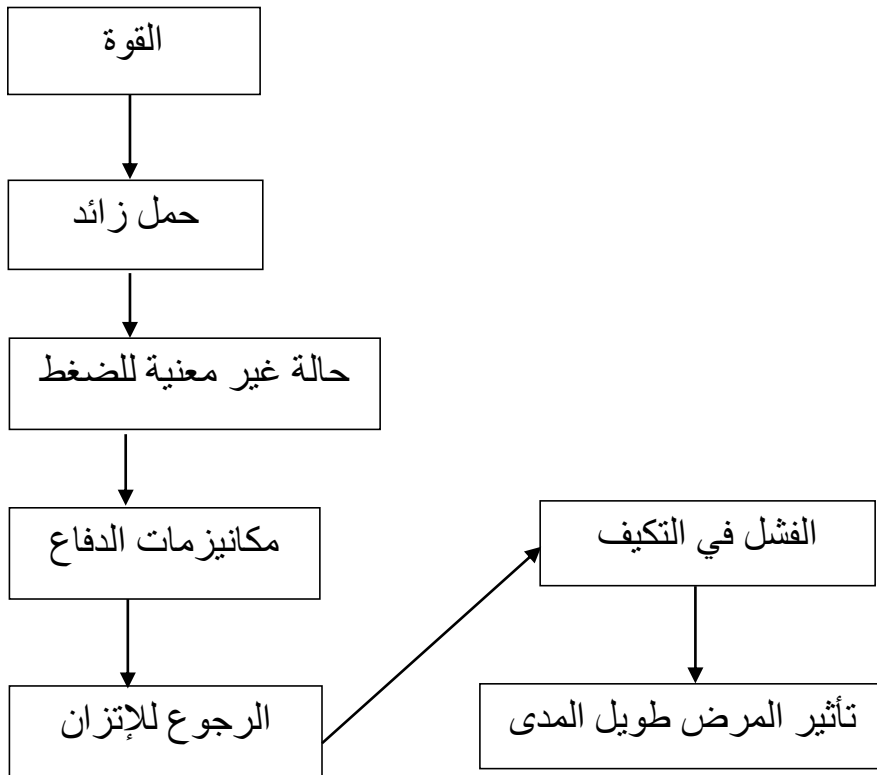 القوة
حمل زائد
حالة غير معنية للضغط
مكانيزمات الدفاع
الرجوع للإتزان
الفشل في التكيف
تأثير المرض طويل المدى